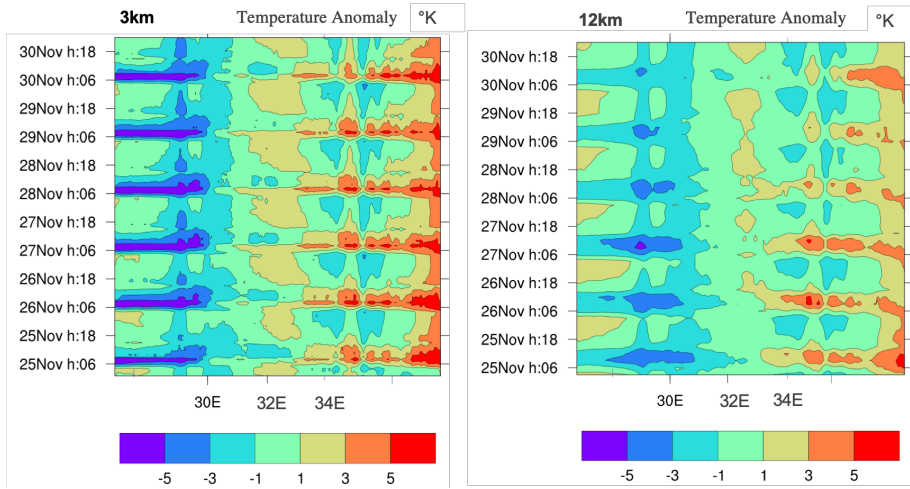 3km Temperature Anomaly °K
30Nov h:18
30Nov h:06
29Nov h:18
29Nov h:06
28Nov h:18
28Nov h:06
27Nov h:18
27Nov h:06
26Nov h:18
26Nov h:06
25Nov h:18
25Nov h:06
30E 32E 34E
-5 -3 -1 1 3 5
12km Temperature Anomaly °K
30Nov h:18
30Nov h:06
29Nov h:18
29Nov h:06
28Nov h:18
28Nov h:06
27Nov h:18
27Nov h:06
26Nov h:18
26Nov h:06
25Nov h:18
25Nov h:06
30E 32E 34E
-5 -3 -1 1 3 5